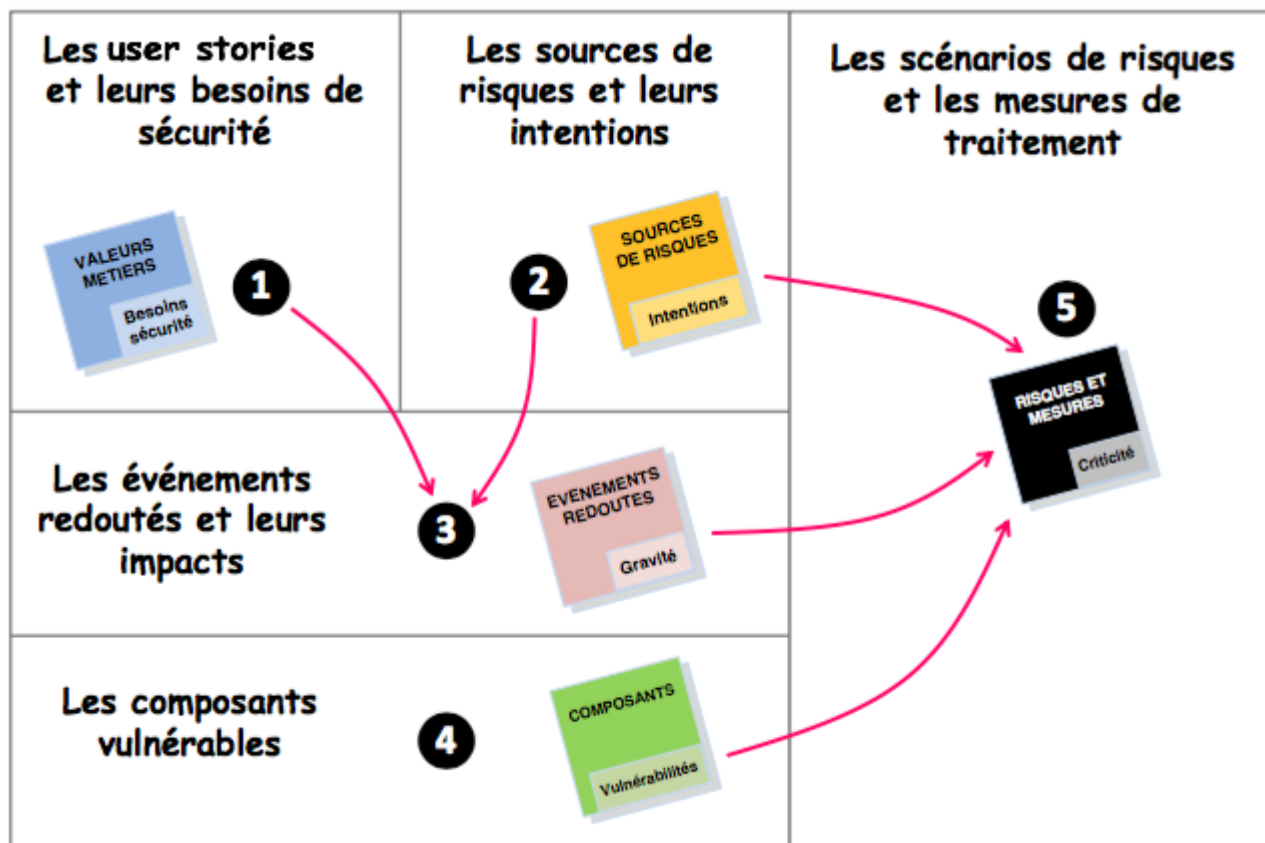 Les user stories
et leurs besoins de
sécurité
VALEURS
METIERS
Besoins
sécurité
1
Les sources de
risques et leurs
intentions
2
SOURCES
DE RISQUES
Intentions
Les scénarios de risques
et les mesures de
traitement
5
RISQUES ET
MESURES
Criticité
Les événements
redoutés et leurs
impacts
3
EVENEMENTS
REDOUTES
Gravité
Les composants
vulnérables
4
COMPOSANTS
Vulnérabilités